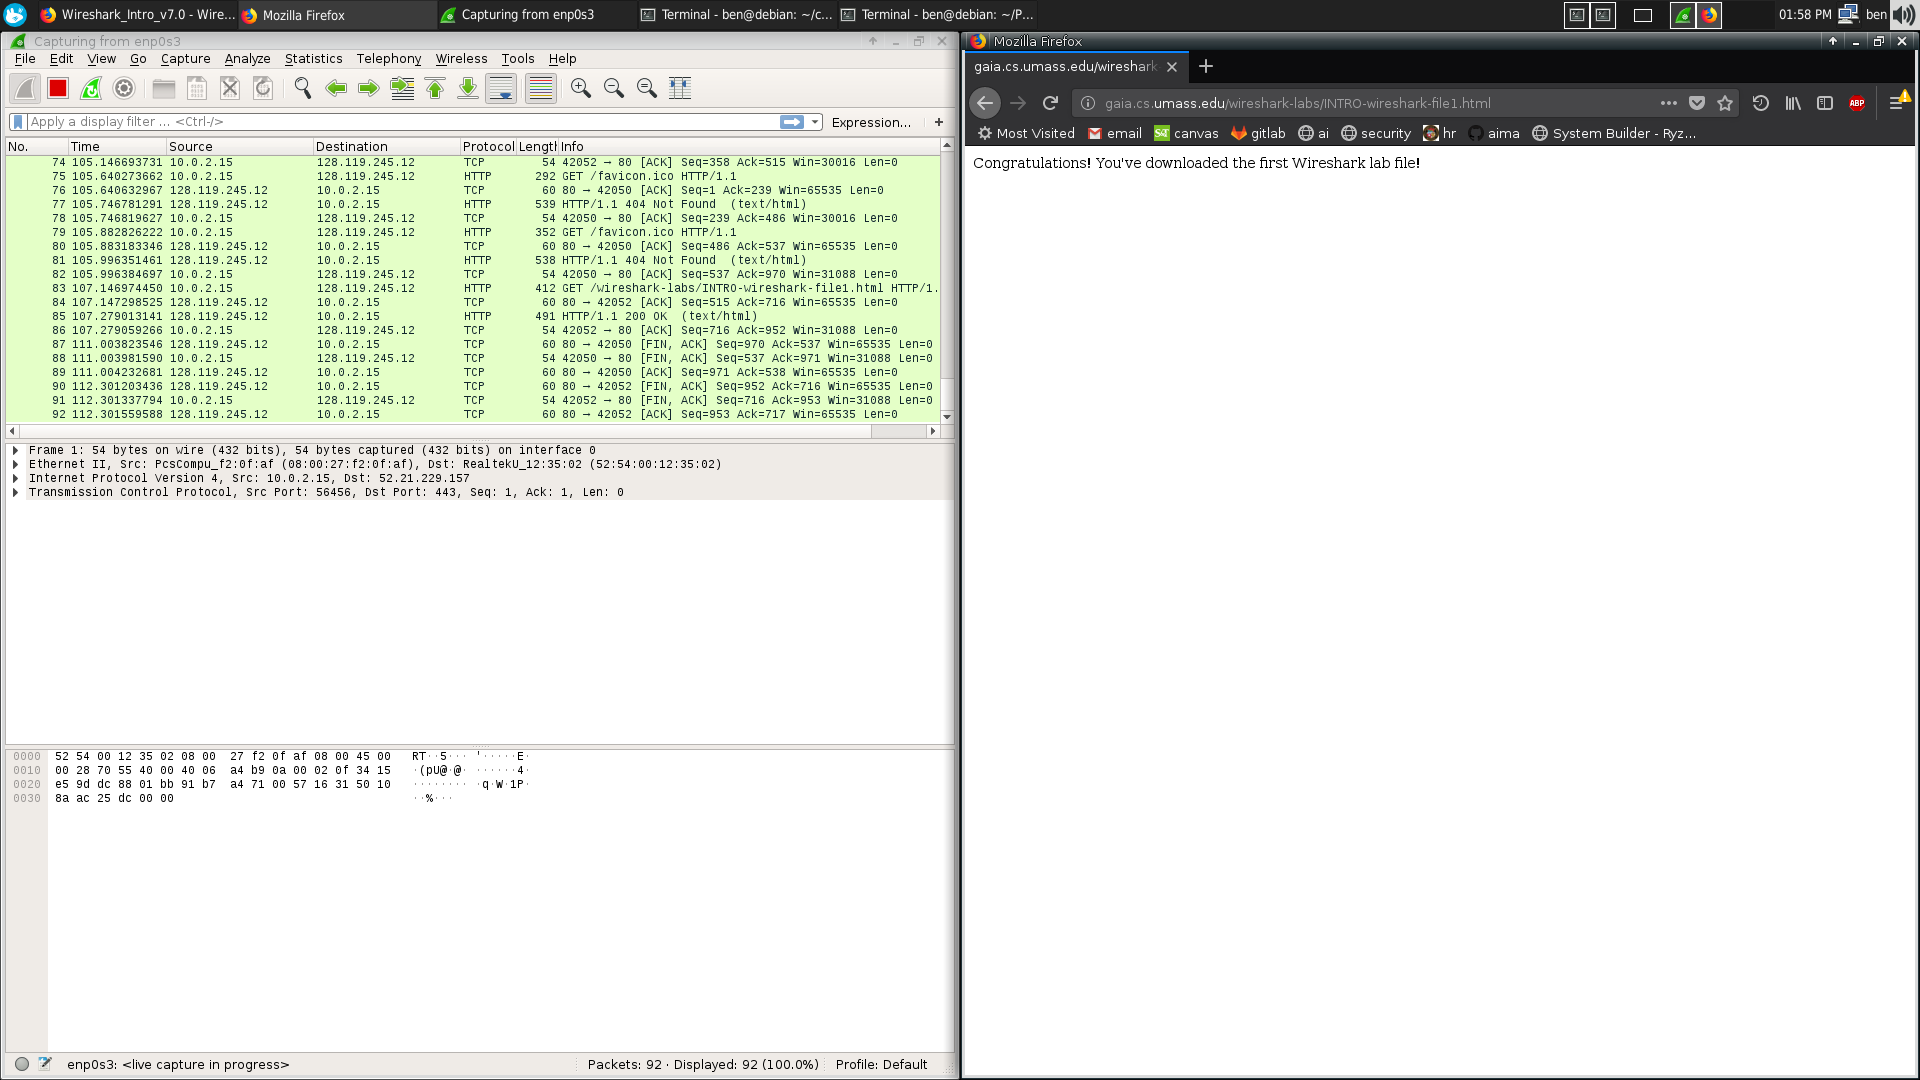 Wireshark_Intro_v7.0 - Wire... Mozilla Firefox Capturing from enp0s3 Terminal - ben@debian: ~/c... Terminal - ben@debian: ~/P... 01:58 PM ben
Capturing from enp0s3
File Edit View Go Capture Analyze Statistics Telephony Wireless Tools Help
Apply a display filter ... <Ctrl-/> Expression... +
No. Time Source Destination Protocol Length Info
74 105.146693731 10.0.2.15 128.119.245.12 TCP 54 42052 → 80 [ACK] Seq=358 Ack=515 Win=30016 Len=0
75 105.640273662 10.0.2.15 128.119.245.12 HTTP 292 GET /favicon.ico HTTP/1.1
76 105.640632967 128.119.245.12 10.0.2.15 TCP 60 80 → 42050 [ACK] Seq=1 Ack=239 Win=65535 Len=0
77 105.746781291 128.119.245.12 10.0.2.15 HTTP 539 HTTP/1.1 404 Not Found (text/html)
78 105.746819627 10.0.2.15 128.119.245.12 TCP 54 42050 → 80 [ACK] Seq=239 Ack=486 Win=30016 Len=0
79 105.882826222 10.0.2.15 128.119.245.12 HTTP 352 GET /favicon.ico HTTP/1.1
80 105.883183346 128.119.245.12 10.0.2.15 TCP 60 80 → 42050 [ACK] Seq=486 Ack=537 Win=65535 Len=0
81 105.996351461 128.119.245.12 10.0.2.15 HTTP 538 HTTP/1.1 404 Not Found (text/html)
82 105.996384697 10.0.2.15 128.119.245.12 TCP 54 42050 → 80 [ACK] Seq=537 Ack=970 Win=31088 Len=0
83 107.146974450 10.0.2.15 128.119.245.12 HTTP 412 GET /wireshark-labs/INTRO-wireshark-file1.html HTTP/1.
84 107.147298525 128.119.245.12 10.0.2.15 TCP 60 80 → 42052 [ACK] Seq=515 Ack=716 Win=65535 Len=0
85 107.279013141 128.119.245.12 10.0.2.15 HTTP 491 HTTP/1.1 200 OK (text/html)
86 107.279059266 10.0.2.15 128.119.245.12 TCP 54 42052 → 80 [ACK] Seq=716 Ack=952 Win=31088 Len=0
87 111.003823546 128.119.245.12 10.0.2.15 TCP 60 80 → 42050 [FIN, ACK] Seq=970 Ack=537 Win=65535 Len=0
88 111.003981590 10.0.2.15 128.119.245.12 TCP 54 42050 → 80 [FIN, ACK] Seq=537 Ack=971 Win=31088 Len=0
89 111.004232681 128.119.245.12 10.0.2.15 TCP 60 80 → 42050 [ACK] Seq=971 Ack=538 Win=65535 Len=0
90 112.301203436 128.119.245.12 10.0.2.15 TCP 60 80 → 42052 [FIN, ACK] Seq=952 Ack=716 Win=65535 Len=0
91 112.301337794 10.0.2.15 128.119.245.12 TCP 54 42052 → 80 [FIN, ACK] Seq=716 Ack=953 Win=31088 Len=0
92 112.301559588 128.119.245.12 10.0.2.15 TCP 60 80 → 42052 [ACK] Seq=953 Ack=717 Win=65535 Len=0
Frame 1: 54 bytes on wire (432 bits), 54 bytes captured (432 bits) on interface 0
Ethernet II, Src: PcsCompu_f2:0f:af (08:00:27:f2:0f:af), Dst: RealtekU_12:35:02 (52:54:00:12:35:02)
Internet Protocol Version 4, Src: 10.0.2.15, Dst: 52.21.229.157
Transmission Control Protocol, Src Port: 56456, Dst Port: 443, Seq: 1, Ack: 1, Len: 0
0000 52 54 00 12 35 02 08 00 27 f2 0f af 08 00 45 00 RT··5··· '·····E·
0010 00 28 70 55 40 00 40 06 a4 b9 0a 00 02 0f 34 15 ·(pU@·@· ······4·
0020 e5 9d dc 88 01 bb 91 b7 a4 71 00 57 16 31 50 10 ········ ·q·W·1P·
0030 8a ac 25 dc 00 00 ··%···
enp0s3: <live capture in progress> Packets: 92 · Displayed: 92 (100.0%) Profile: Default
Mozilla Firefox
gaia.cs.umass.edu/wireshark
gaia.cs.umass.edu/wireshark-labs/INTRO-wireshark-file1.html ABP
Most Visited email S4 canvas gitlab ai security hr aima System Builder - Ryz...
Congratulations! You've downloaded the first Wireshark lab file!